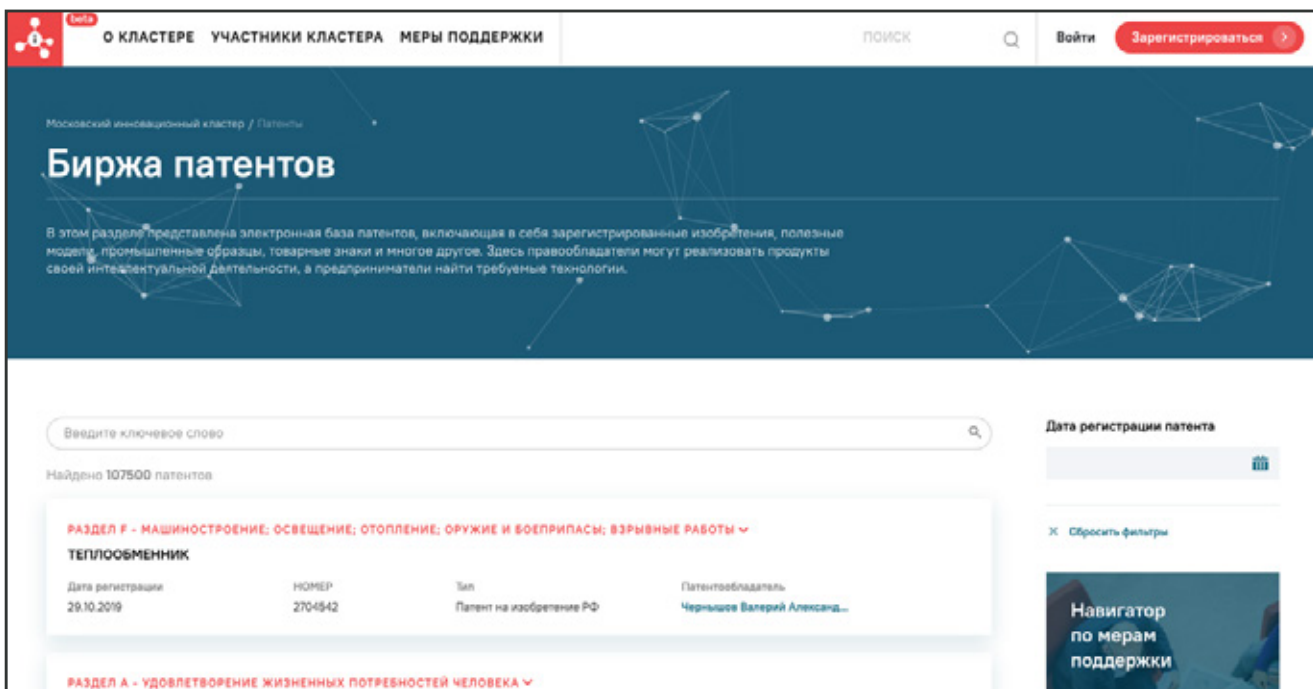 beta
О КЛАСТЕРЕ УЧАСТНИКИ КЛАСТЕРА МЕРЫ ПОДДЕРЖКИ ПОИСК Войти Зарегистрироваться
Московский инновационный кластер / Патенты
Биржа патентов
В этом разделе представлена электронная база патентов, включающая в себя зарегистрированные изобретения, полезные
модели, промышленные образцы, товарные знаки и многое другое. Здесь правообладатели могут реализовать продукты
своей интеллектуальной деятельности, а предприниматели найти требуемые технологии.
Введите ключевое слово
Дата регистрации патента
Найдено 107500 патентов
РАЗДЕЛ F - МАШИНОСТРОЕНИЕ; ОСВЕЩЕНИЕ; ОТОПЛЕНИЕ; ОРУЖИЕ И БОЕПРИПАСЫ; ВЗРЫВНЫЕ РАБОТЫ
× Сбросить фильтры
ТЕПЛООБМЕННИК
Дата регистрации НОМЕР Тип Патентообладатель
29.10.2019 2704542 Патент на изобретение РФ Чернышов Валерий Александ...
Навигатор
по мерам
поддержки
РАЗДЕЛ А - УДОВЛЕТВОРЕНИЕ ЖИЗНЕННЫХ ПОТРЕБНОСТЕЙ ЧЕЛОВЕКА